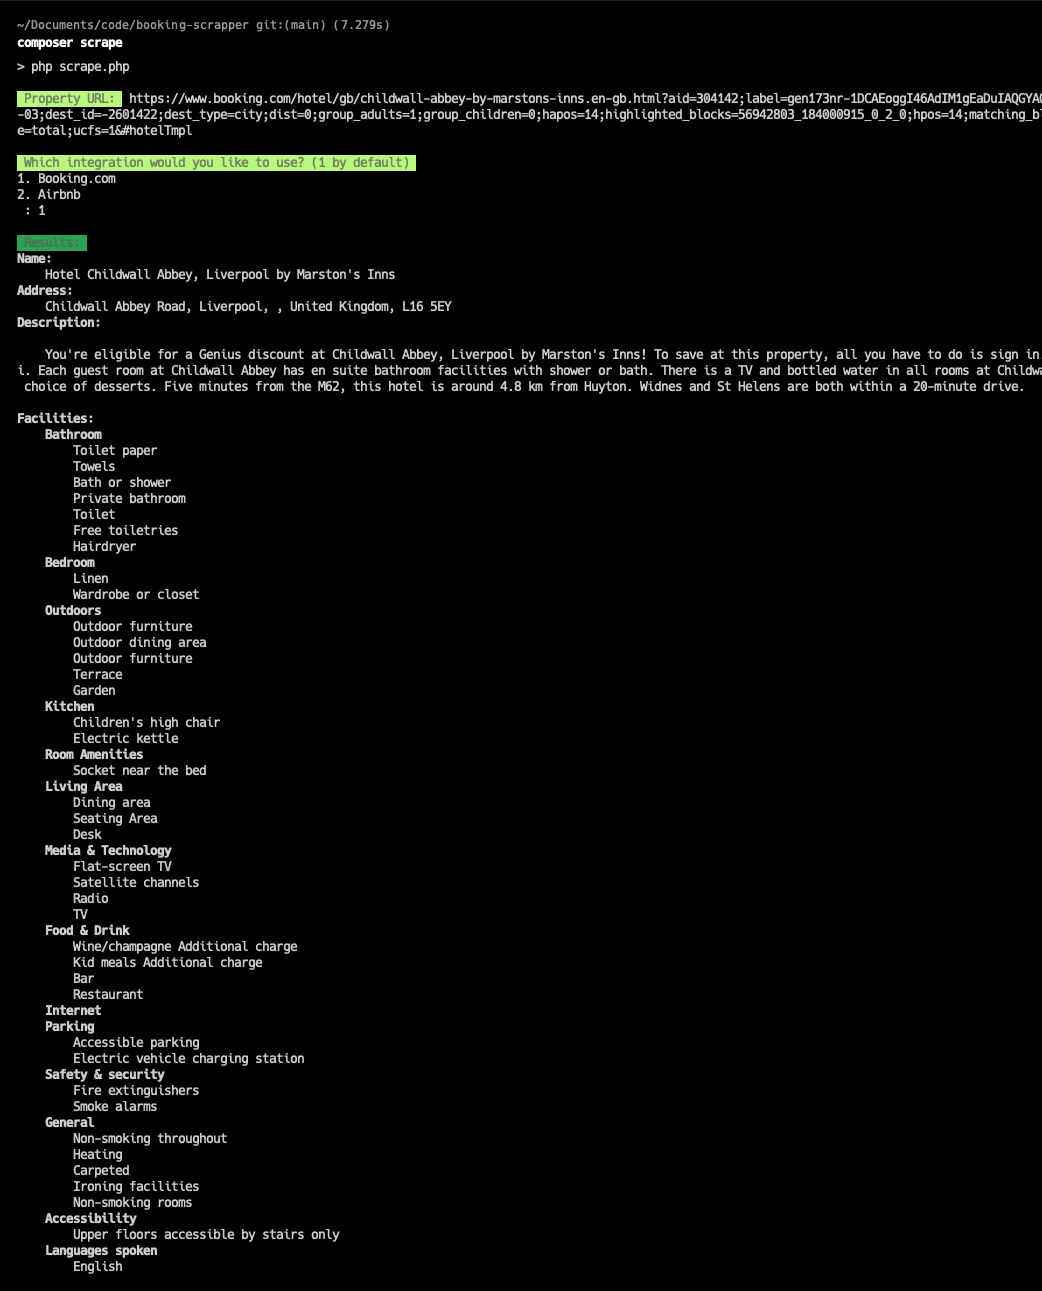 ~/Documents/code/booking-scrapper git:(main) (7.279s)
composer scrape
> php scrape.php
Property URL: https://www.booking.com/hotel/gb/childwall-abbey-by-marstons-inns.en-gb.html?aid=304142;label=gen173nr-1DCAEoggI46AdIM1gEaDuIAQGYAQ
-03;dest_id=-2601422;dest_type=city;dist=0;group_adults=1;group_children=0;hapos=14;highlighted_blocks=56942803_184000915_0_2_0;hpos=14;matching_bl
e=total;ucfs=1&#hotelTmpl
Which integration would you like to use? (1 by default)
1. Booking.com
2. Airbnb
: 1
Results:
Name:
Hotel Childwall Abbey, Liverpool by Marston's Inns
Address:
Childwall Abbey Road, Liverpool, , United Kingdom, L16 5EY
Description:
You're eligible for a Genius discount at Childwall Abbey, Liverpool by Marston's Inns! To save at this property, all you have to do is sign in.
i. Each guest room at Childwall Abbey has en suite bathroom facilities with shower or bath. There is a TV and bottled water in all rooms at Childwa
choice of desserts. Five minutes from the M62, this hotel is around 4.8 km from Huyton. Widnes and St Helens are both within a 20-minute drive.
Facilities:
Bathroom
Toilet paper
Towels
Bath or shower
Private bathroom
Toilet
Free toiletries
Hairdryer
Bedroom
Linen
Wardrobe or closet
Outdoors
Outdoor furniture
Outdoor dining area
Outdoor furniture
Terrace
Garden
Kitchen
Children's high chair
Electric kettle
Room Amenities
Socket near the bed
Living Area
Dining area
Seating Area
Desk
Media & Technology
Flat-screen TV
Satellite channels
Radio
TV
Food & Drink
Wine/champagne Additional charge
Kid meals Additional charge
Bar
Restaurant
Internet
Parking
Accessible parking
Electric vehicle charging station
Safety & security
Fire extinguishers
Smoke alarms
General
Non-smoking throughout
Heating
Carpeted
Ironing facilities
Non-smoking rooms
Accessibility
Upper floors accessible by stairs only
Languages spoken
English